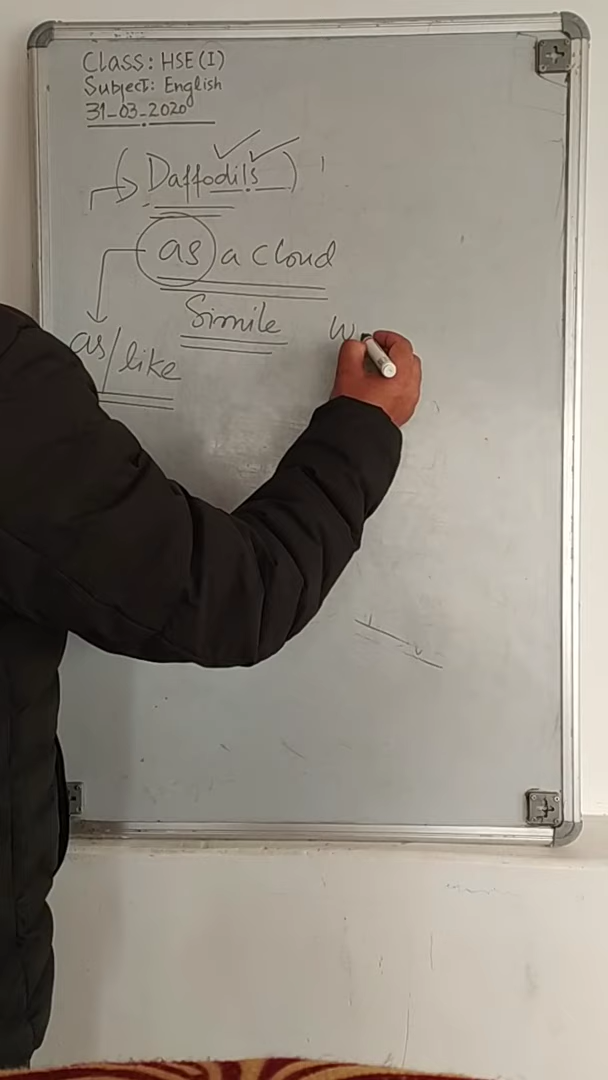 Class: HSE (I)
Subject: English
31-03-2020
(Daffodils)
as a cloud
Simile
as/like
W